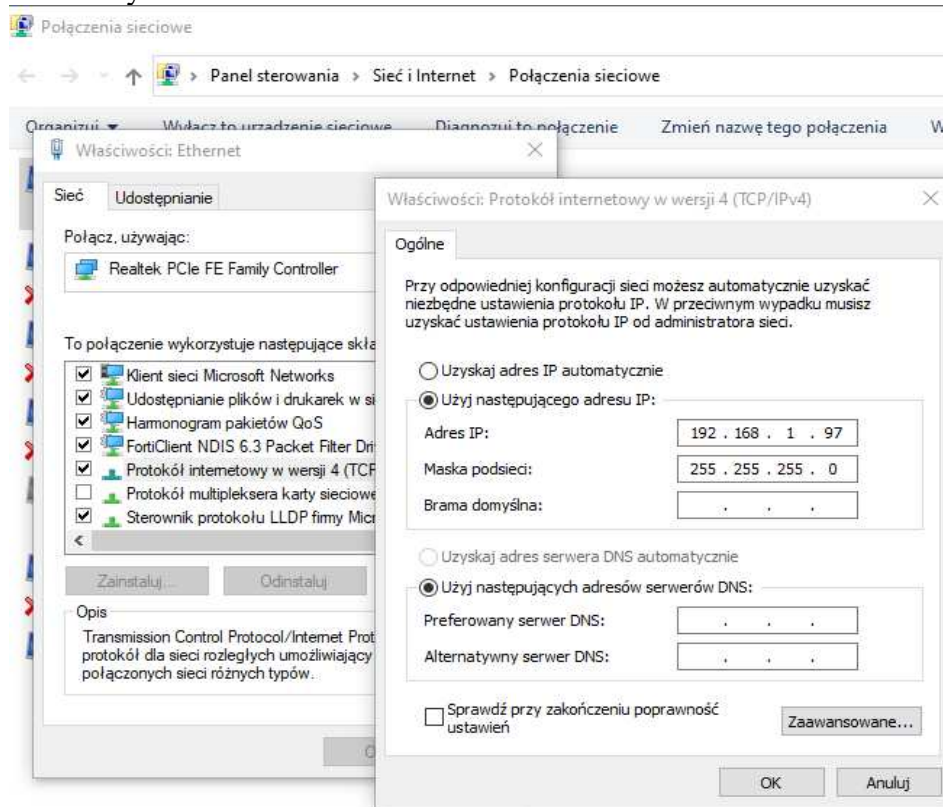 Połączenia sieciowe
Panel sterowania > Sieć i Internet > Połączenia sieciowe
Organizuj Wyłącz to urządzenie sieciowe Diagnozuj to połączenie Zmień nazwę tego połączenia W
Właściwości: Ethernet
Sieć Udostępnianie
Połącz, używając:
Realtek PCIe FE Family Controller
To połączenie wykorzystuje następujące skła
Klient sieci Microsoft Networks
Udostępnianie plików i drukarek w si
Harmonogram pakietów QoS
FortiClient NDIS 6.3 Packet Filter Dri
Protokół internetowy w wersji 4 (TCP
Protokół multipleksera karty sieciowe
Sterownik protokołu LLDP firmy Micr
Zainstaluj... Odinstaluj
Opis
Transmission Control Protocol/Internet Prot
protokół dla sieci rozległych umożliwiający
połączonych sieci różnych typów.
Właściwości: Protokół internetowy w wersji 4 (TCP/IPv4)
Ogólne
Przy odpowiedniej konfiguracji sieci możesz automatycznie uzyskać
niezbędne ustawienia protokołu IP. W przeciwnym wypadku musisz
uzyskać ustawienia protokołu IP od administratora sieci.
Uzyskaj adres IP automatycznie
Użyj następującego adresu IP:
Adres IP: 192 . 168 . 1 . 97
Maska podsieci: 255 . 255 . 255 . 0
Brama domyślna: . . .
Uzyskaj adres serwera DNS automatycznie
Użyj następujących adresów serwerów DNS:
Preferowany serwer DNS: . . .
Alternatywny serwer DNS: . . .
Sprawdź przy zakończeniu poprawność
ustawień
Zaawansowane...
OK Anuluj